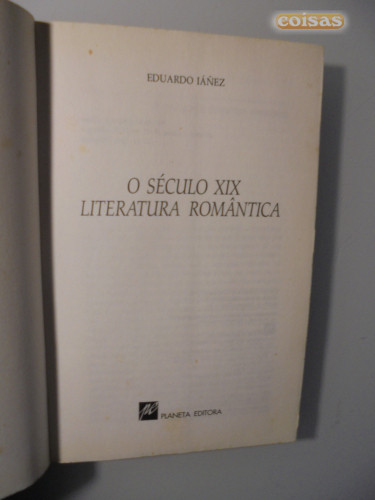 coisas
EDUARDO IÁÑEZ
O SÉCULO XIX
LITERATURA ROMÂNTICA
PLANETA EDITORA